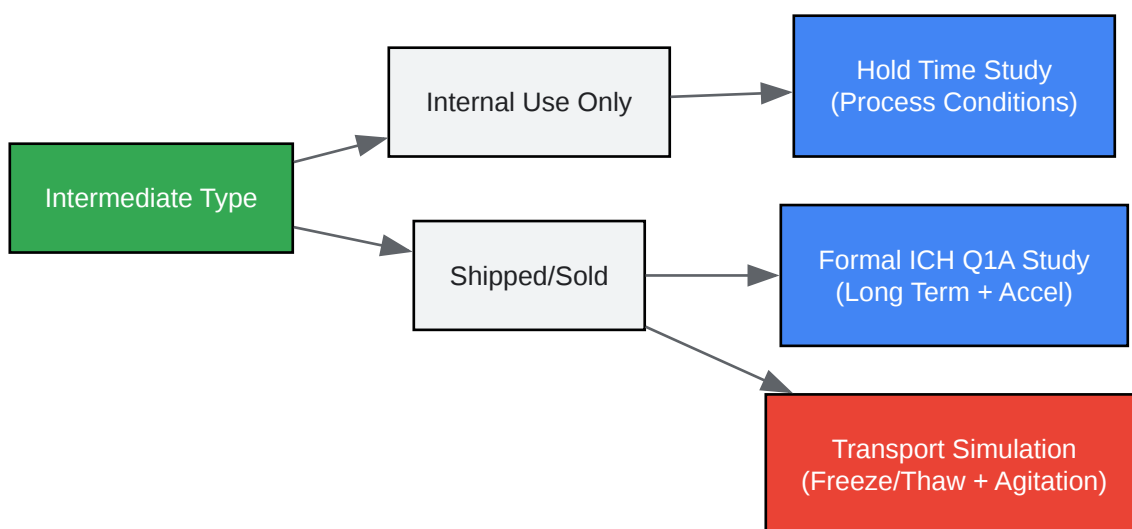 Intermediate Type
Internal Use Only
Hold Time Study
(Process Conditions)
Shipped/Sold
Formal ICH Q1A Study
(Long Term + Accel)
Transport Simulation
(Freeze/Thaw + Agitation)